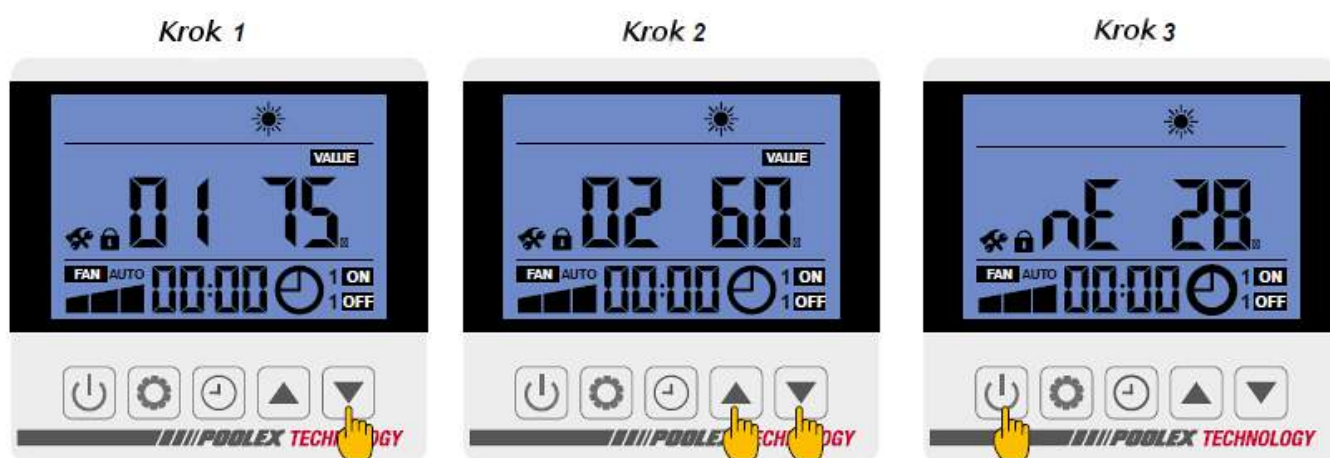 Krok 1
VALUE
01 75
FAN AUTO 00:00 1 ON
1 OFF
POOLEX TECHNOLOGY
Krok 2
VALUE
02 60
FAN AUTO 00:00 1 ON
1 OFF
POOLEX TECHNOLOGY
Krok 3
nE 28
FAN AUTO 00:00 1 ON
1 OFF
POOLEX TECHNOLOGY